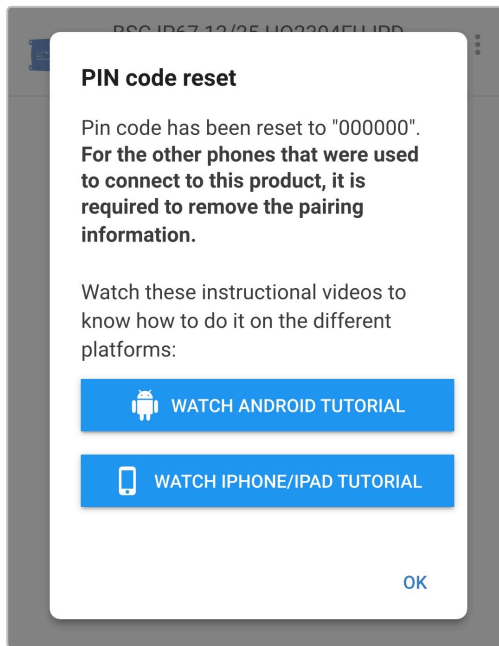 PIN code reset
Pin code has been reset to "000000".
For the other phones that were used
to connect to this product, it is
required to remove the pairing
information.
Watch these instructional videos to
know how to do it on the different
platforms:
WATCH ANDROID TUTORIAL
WATCH IPHONE/IPAD TUTORIAL
OK